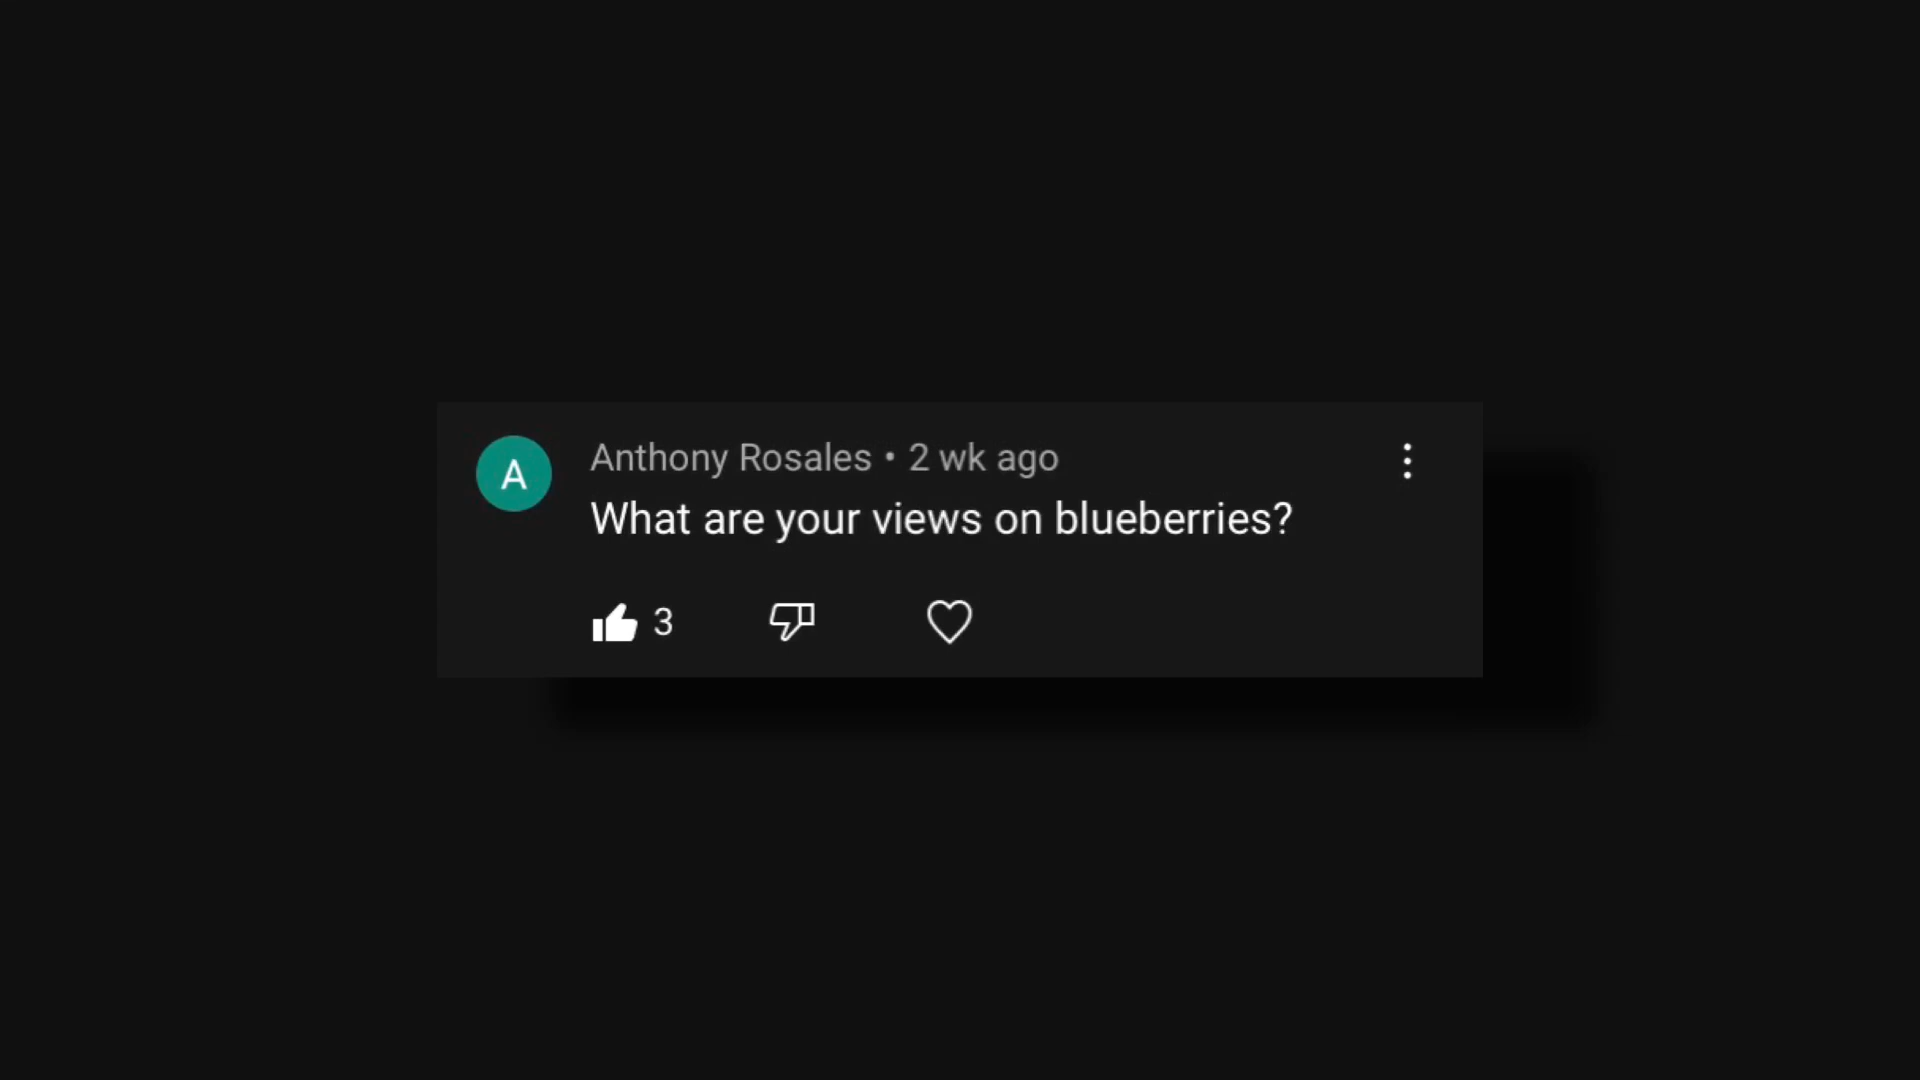 A
Anthony Rosales • 2 wk ago
What are your views on blueberries?
3